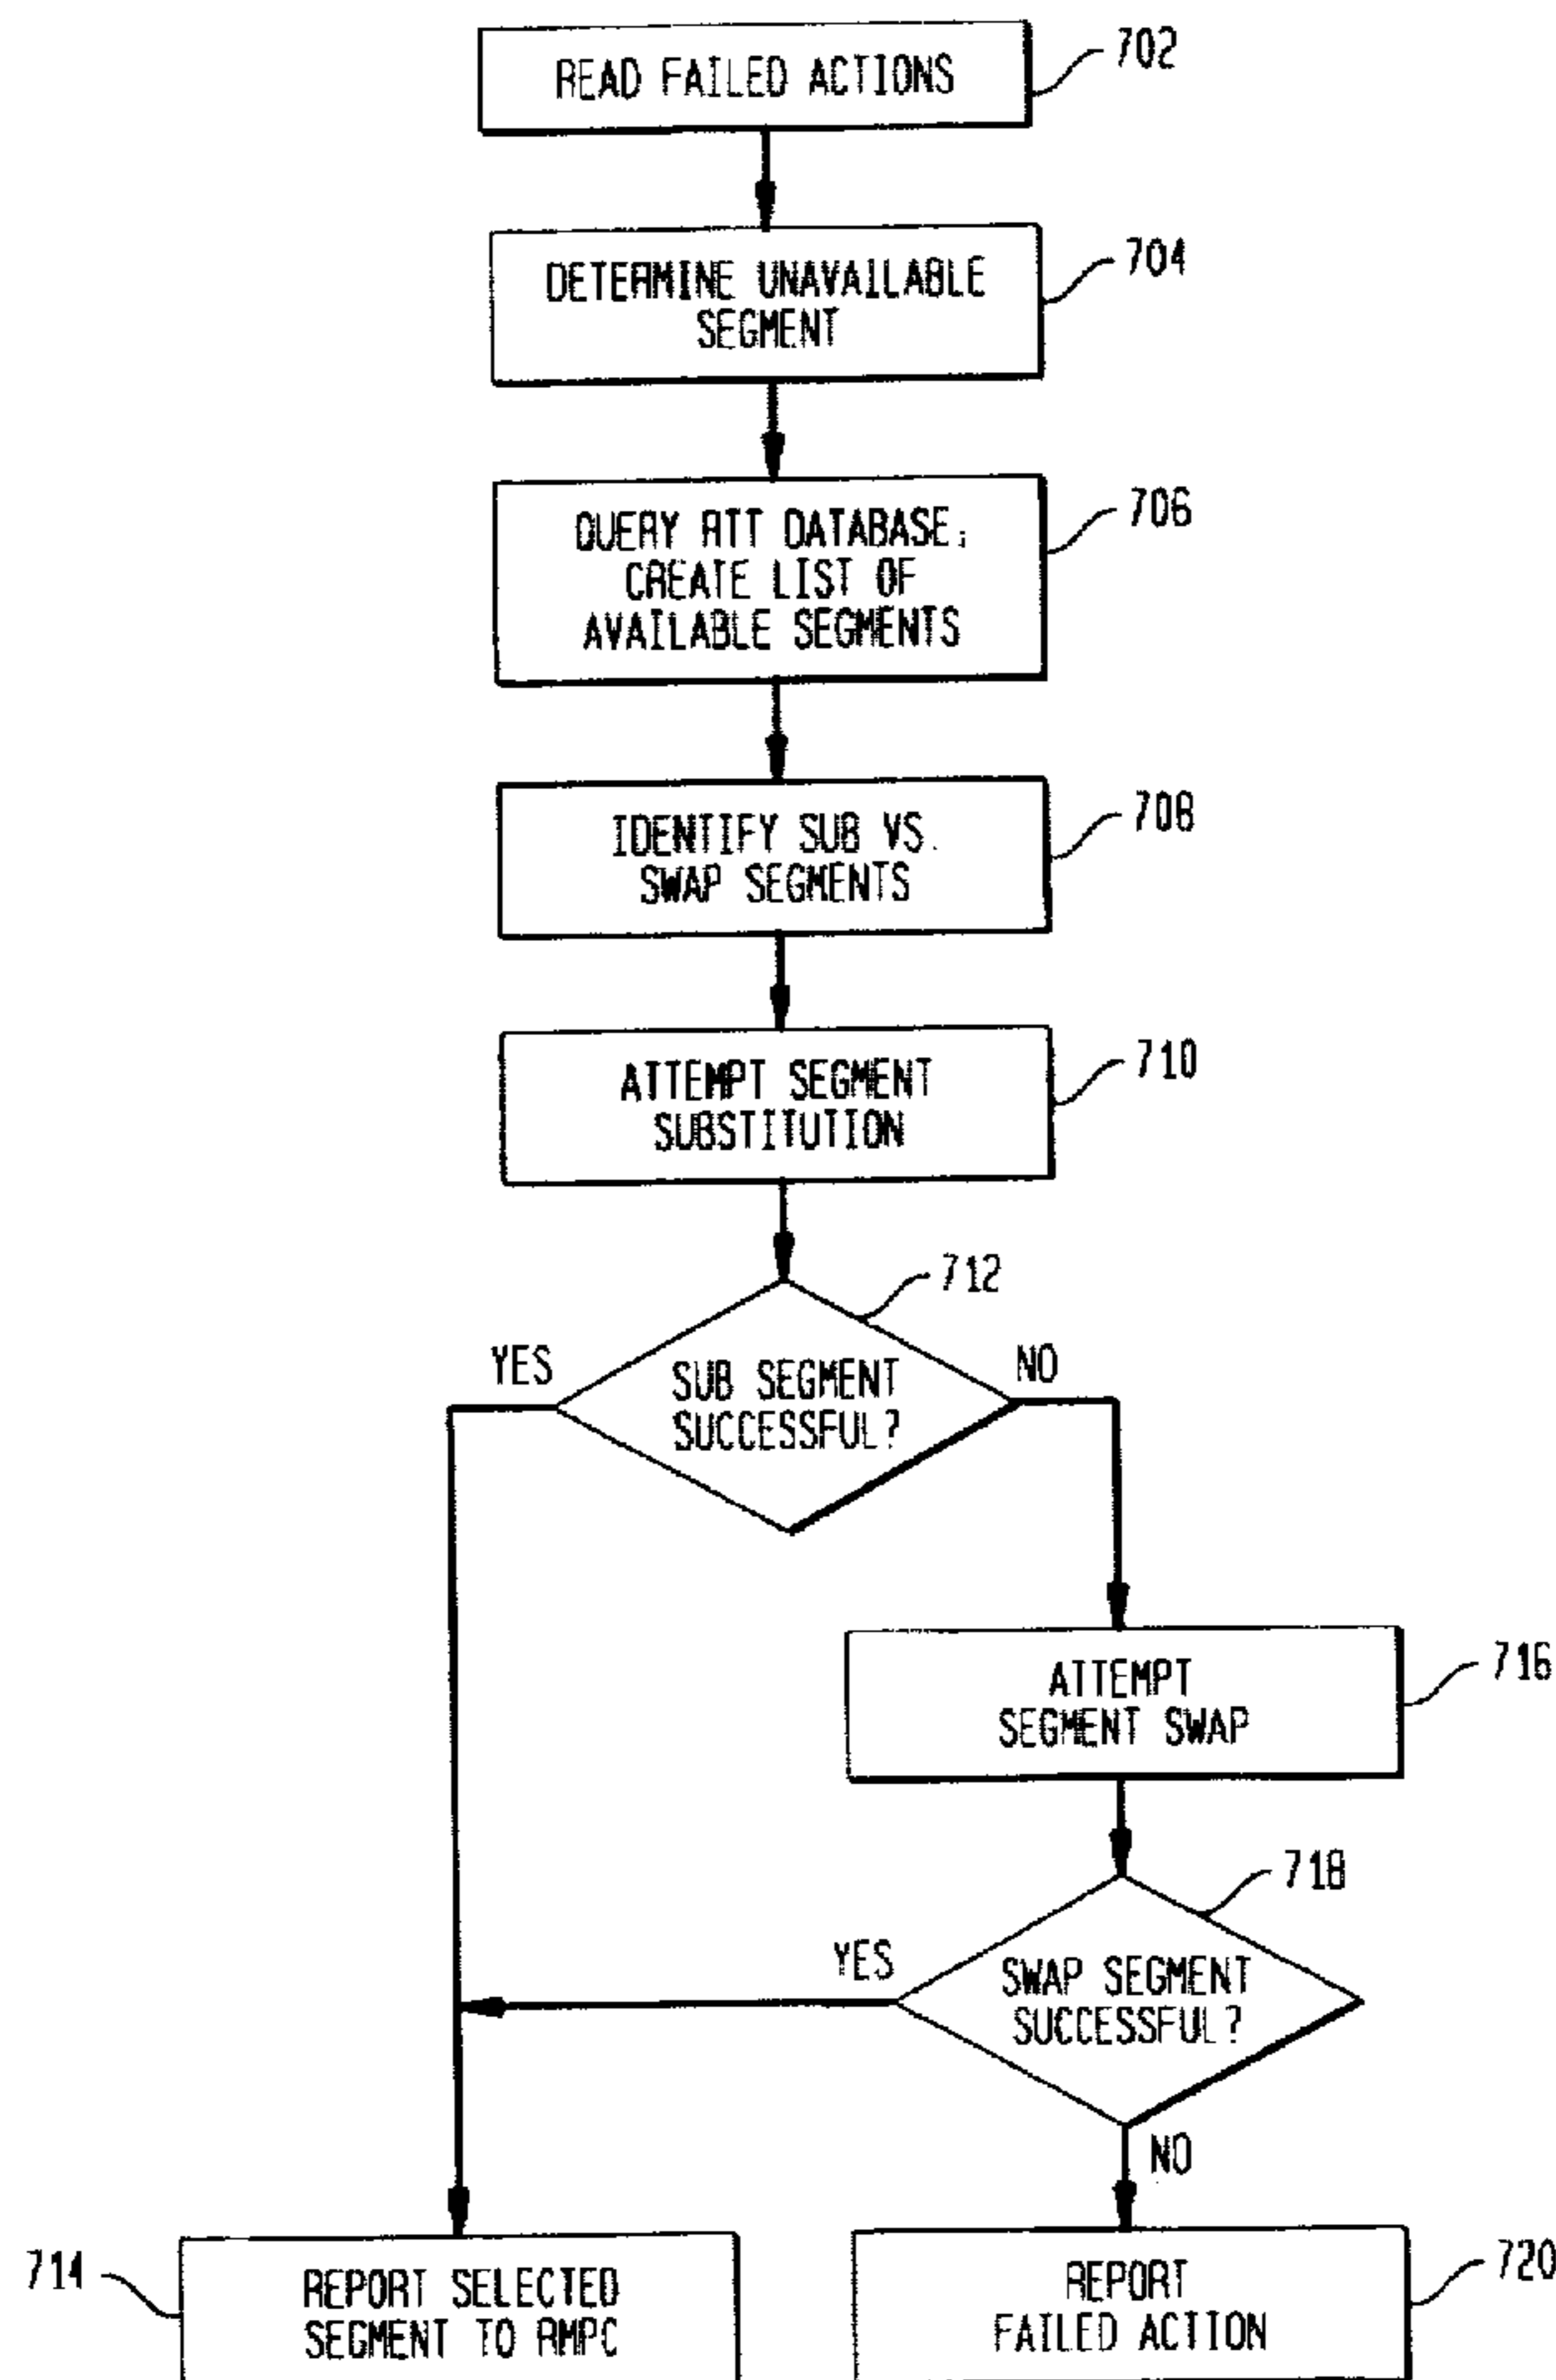 READ FAILED ACTIONS
702
DETERMINE UNAVAILABLE
SEGMENT
704
QUERY RTT DATABASE;
CREATE LIST OF
AVAILABLE SEGMENTS
706
IDENTIFY SUB VS.
SWAP SEGMENTS
708
ATTEMPT SEGMENT
SUBSTITUTION
710
712
YES
SUB SEGMENT
SUCCESSFUL?
NO
ATTEMPT
SEGMENT SWAP
716
718
YES
SWAP SEGMENT
SUCCESSFUL?
NO
714
REPORT SELECTED
SEGMENT TO RMPC
REPORT
FAILED ACTION
720